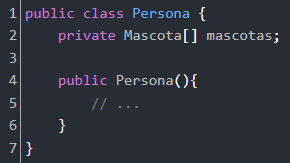 1 public class Persona {
2     private Mascota[] mascotas;
3
4     public Persona(){
5         // ...
6     }
7 }